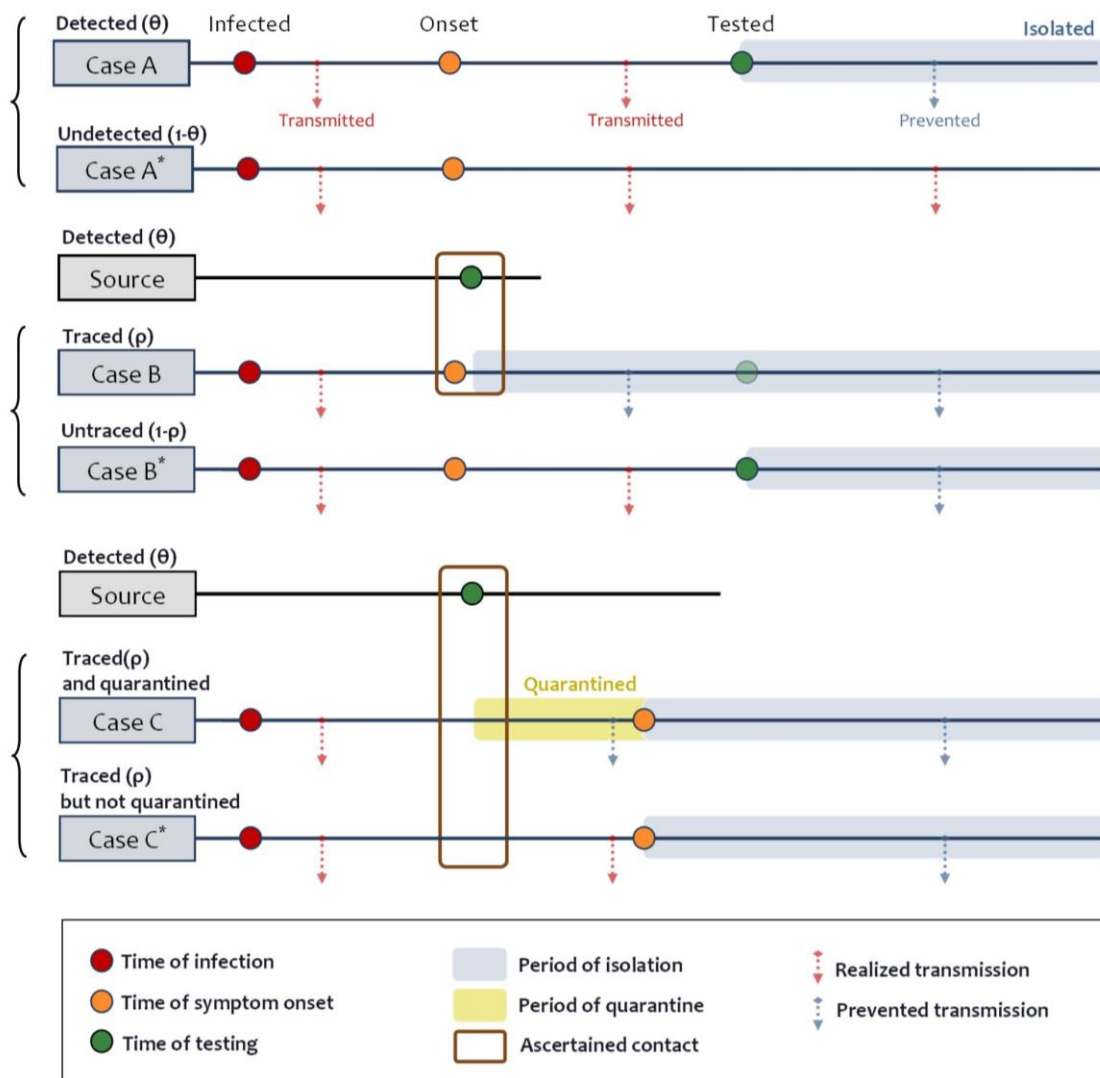 Detected (θ)
Infected
Onset
Tested
Isolated
Case A
Transmitted
Transmitted
Prevented
Undetected (1-θ)
Case A*
Detected (θ)
Source
Traced (ρ)
Case B
Untraced (1-ρ)
Case B*
Detected (θ)
Source
Traced(ρ)
and quarantined
Quarantined
Case C
Traced (ρ)
but not quarantined
Case C*
Time of infection
Time of symptom onset
Time of testing
Period of isolation
Period of quarantine
Ascertained contact
Realized transmission
Prevented transmission